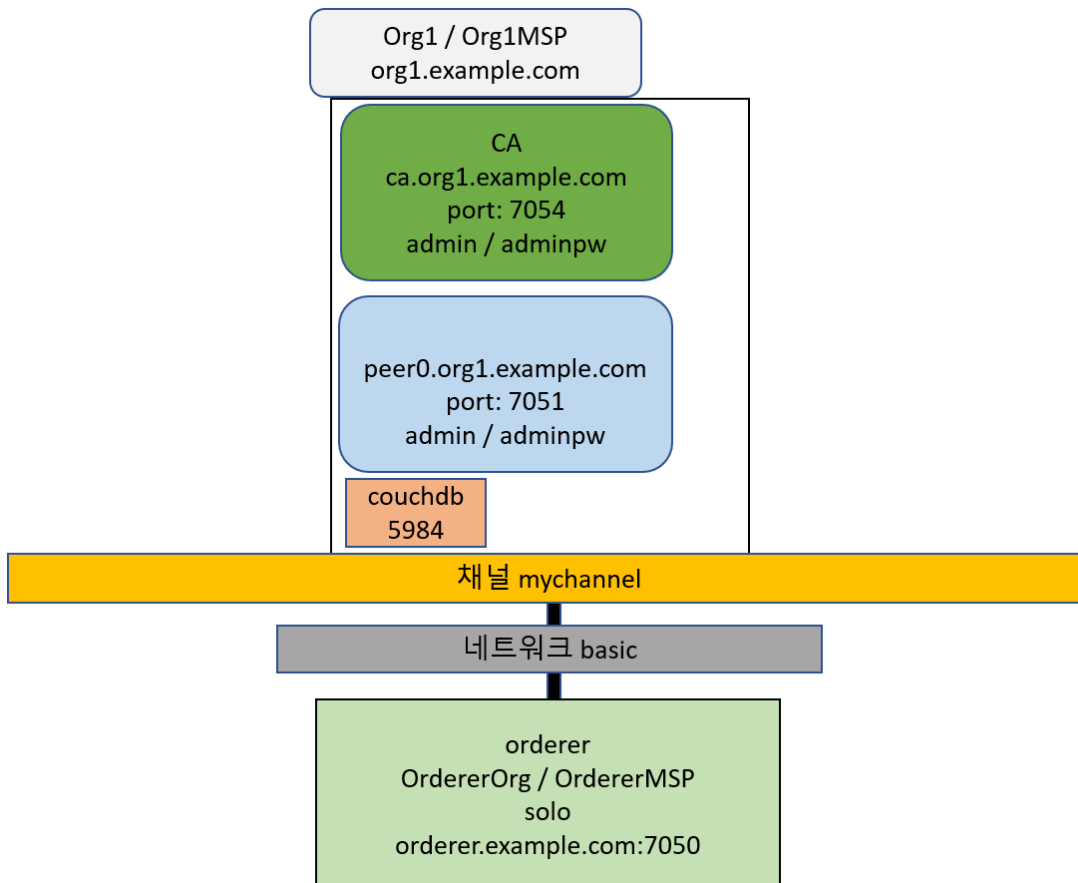 Org1 / Org1MSP
org1.example.com
CA
ca.org1.example.com
port: 7054
admin / adminpw
peer0.org1.example.com
port: 7051
admin / adminpw
couchdb
5984
채널 mychannel
네트워크 basic
orderer
OrdererOrg / OrdererMSP
solo
orderer.example.com:7050